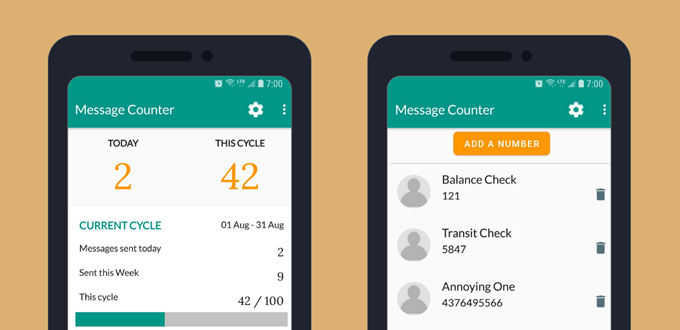 LTE 7:00
Message Counter
TODAY THIS CYCLE
2 42
CURRENT CYCLE 01 Aug - 31 Aug
Messages sent today 2
Sent this Week 9
This cycle 42 / 100
LTE 7:00
Message Counter
ADD A NUMBER
Balance Check
121
Transit Check
5847
Annoying One
4376495566